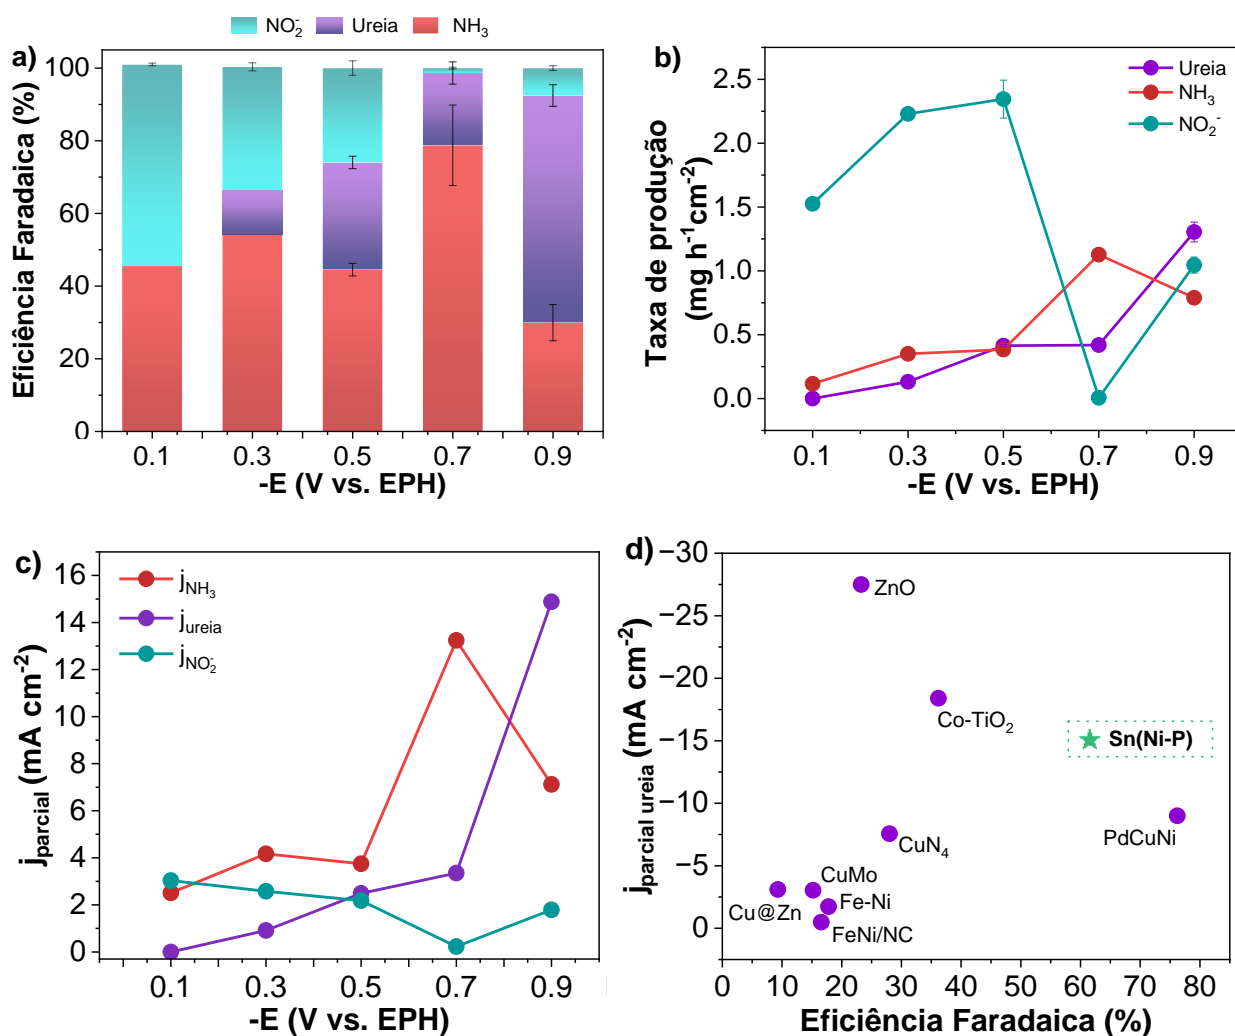 a)
NO₂⁻ Ureia NH₃
Eficiência Faradaica (%)
100
80
60
40
20
0
0.1 0.3 0.5 0.7 0.9
-E (V vs. EPH)
b)
Ureia
NH₃
NO₂⁻
Taxa de produção
(mg h⁻¹cm⁻²)
2.5
2.0
1.5
1.0
0.5
0.0
0.1 0.3 0.5 0.7 0.9
-E (V vs. EPH)
c)
j NH₃
j ureia
j NO₂⁻
j parcial (mA cm⁻²)
16
14
12
10
8
6
4
2
0
0.1 0.3 0.5 0.7 0.9
-E (V vs. EPH)
d)
j parcial ureia (mA cm⁻²)
−30
−25
−20
−15
−10
−5
0
ZnO
Co-TiO₂
Sn(Ni-P)
PdCuNi
CuN₄
CuMo
Cu@Zn
Fe-Ni
FeNi/NC
0 10 20 30 40 50 60 70 80
Eficiência Faradaica (%)